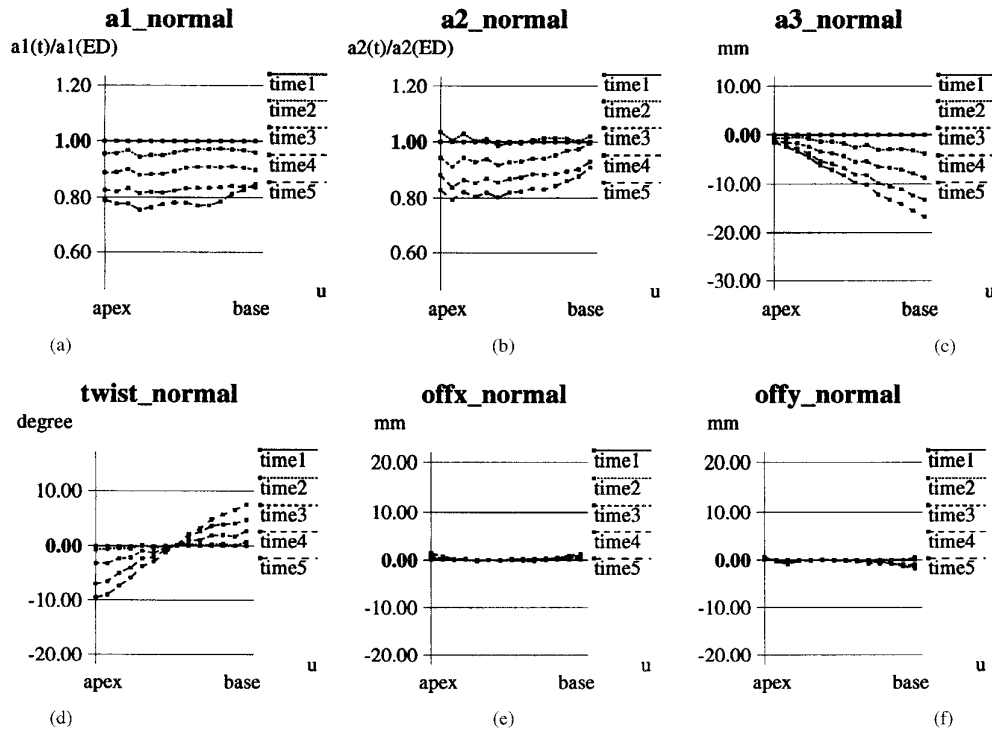 a1_normal
a1(t)/a1(ED)
1.20
1.00
0.80
0.60
time1
time2
time3
time4
time5
u
apex
base
(a)
a2_normal
a2(t)/a2(ED)
1.20
1.00
0.80
0.60
time1
time2
time3
time4
time5
u
apex
base
(b)
a3_normal
mm
10.00
0.00
-10.00
-20.00
-30.00
time1
time2
time3
time4
time5
u
apex
base
(c)
twist_normal
degree
10.00
0.00
-10.00
-20.00
time1
time2
time3
time4
time5
u
apex
base
(d)
offx_normal
mm
20.00
10.00
0.00
-10.00
-20.00
time1
time2
time3
time4
time5
u
apex
base
(e)
offy_normal
mm
20.00
10.00
0.00
-10.00
-20.00
time1
time2
time3
time4
time5
u
apex
base
(f)